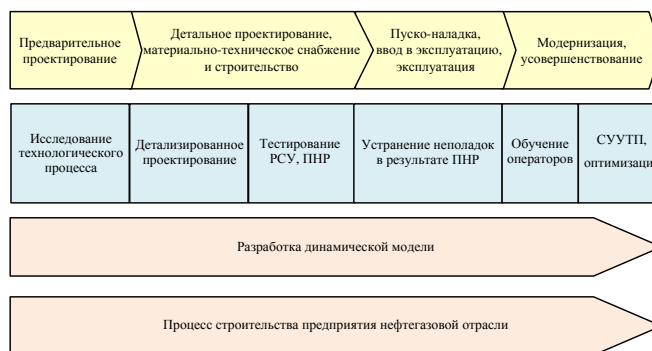 Предварительное
проектирование
Детальное проектирование,
материально-техническое снабжение
и строительство
Пуско-наладка,
ввод в эксплуатацию,
эксплуатация
Модернизация,
усовершенствование
Исследование
технологического
процесса
Детализированное
проектирование
Тестирование
РСУ, ПНР
Устранение неполадок
в результате ПНР
Обучение
операторов
СУУТП,
оптимизаци
Разработка динамической модели
Процесс строительства предприятия нефтегазовой отрасли